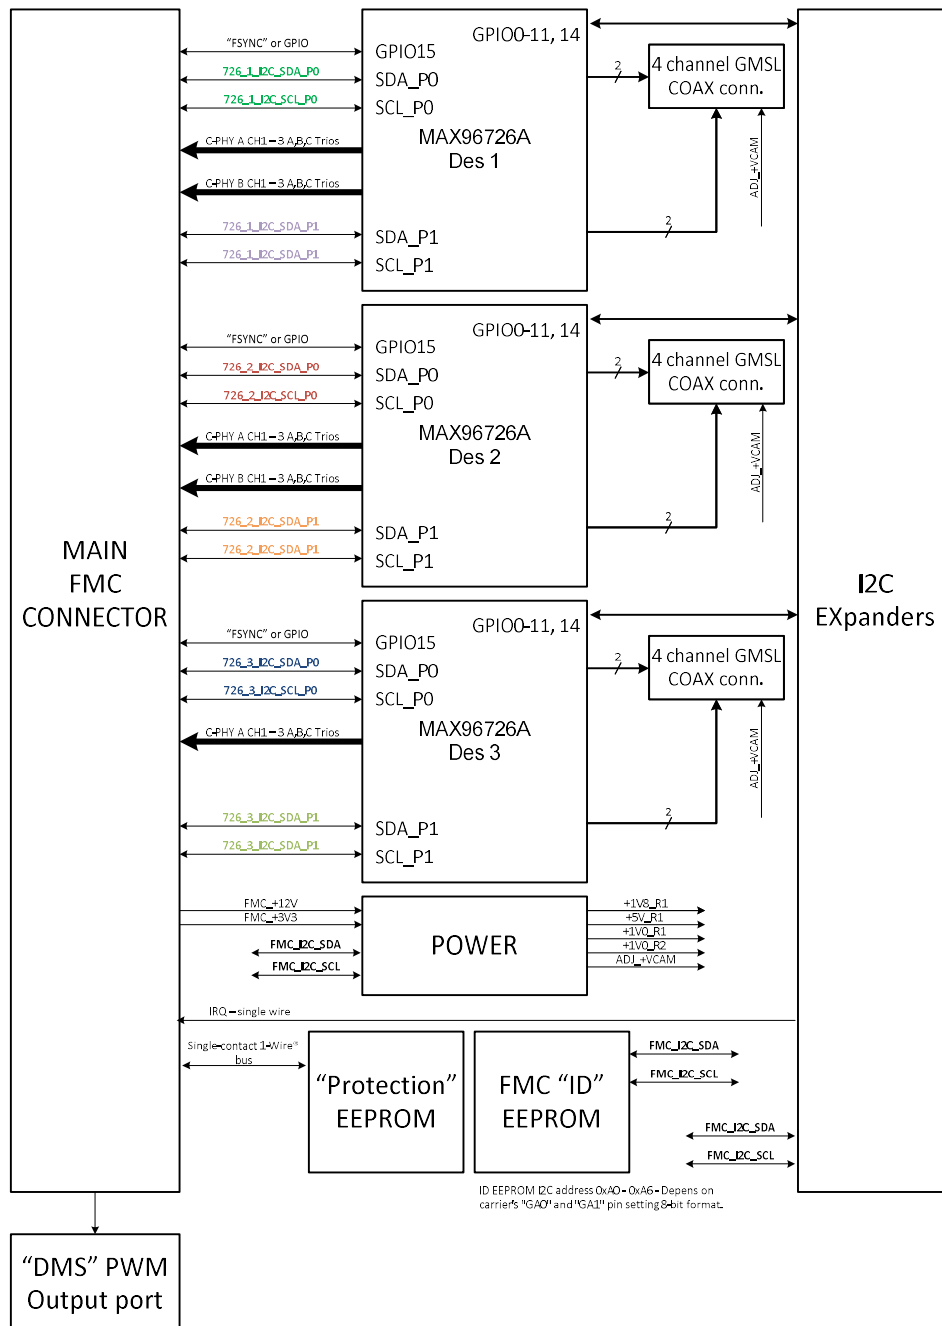 GPIO0-11, 14
"FSYNC" or GPIO
GPIO15
726_1_I2C_SDA_P0
SDA_P0
726_1_I2C_SCL_P0
SCL_P0
2
4 channel GMSL
COAX conn.
MAX96726A
Des 1
C-PHY A CH1 – 3 A,B,C Trios
C-PHY B CH1 – 3 A,B,C Trios
ADJ_+VCAM
726_1_I2C_SDA_P1
SDA_P1
2
726_1_I2C_SDA_P1
SCL_P1
GPIO0-11, 14
"FSYNC" or GPIO
GPIO15
726_2_I2C_SDA_P0
SDA_P0
726_2_I2C_SCL_P0
SCL_P0
2
4 channel GMSL
COAX conn.
MAX96726A
Des 2
C-PHY A CH1 – 3 A,B,C Trios
C-PHY B CH1 – 3 A,B,C Trios
ADJ_+VCAM
726_2_I2C_SDA_P1
SDA_P1
2
726_2_I2C_SDA_P1
SCL_P1
MAIN
FMC
CONNECTOR
I2C
EXpanders
GPIO0-11, 14
"FSYNC" or GPIO
GPIO15
726_3_I2C_SDA_P0
SDA_P0
726_3_I2C_SCL_P0
SCL_P0
2
4 channel GMSL
COAX conn.
MAX96726A
Des 3
C-PHY A CH1 – 3 A,B,C Trios
ADJ_+VCAM
726_3_I2C_SDA_P1
SDA_P1
2
726_3_I2C_SDA_P1
SCL_P1
FMC_+12V
FMC_+3V3
FMC_I2C_SDA
FMC_I2C_SCL
POWER
+1V8_R1
+5V_R1
+1V0_R1
+1V0_R2
ADJ_+VCAM
IRQ – single wire
Single-contact 1-Wire®
bus
"Protection"
EEPROM
FMC "ID"
EEPROM
FMC_I2C_SDA
FMC_I2C_SCL
FMC_I2C_SDA
FMC_I2C_SCL
ID EEPROM I2C address 0xA0 - 0xA6 - Depens on
carrier's "GA0" and "GA1" pin setting 8-bit format.
"DMS" PWM
Output port